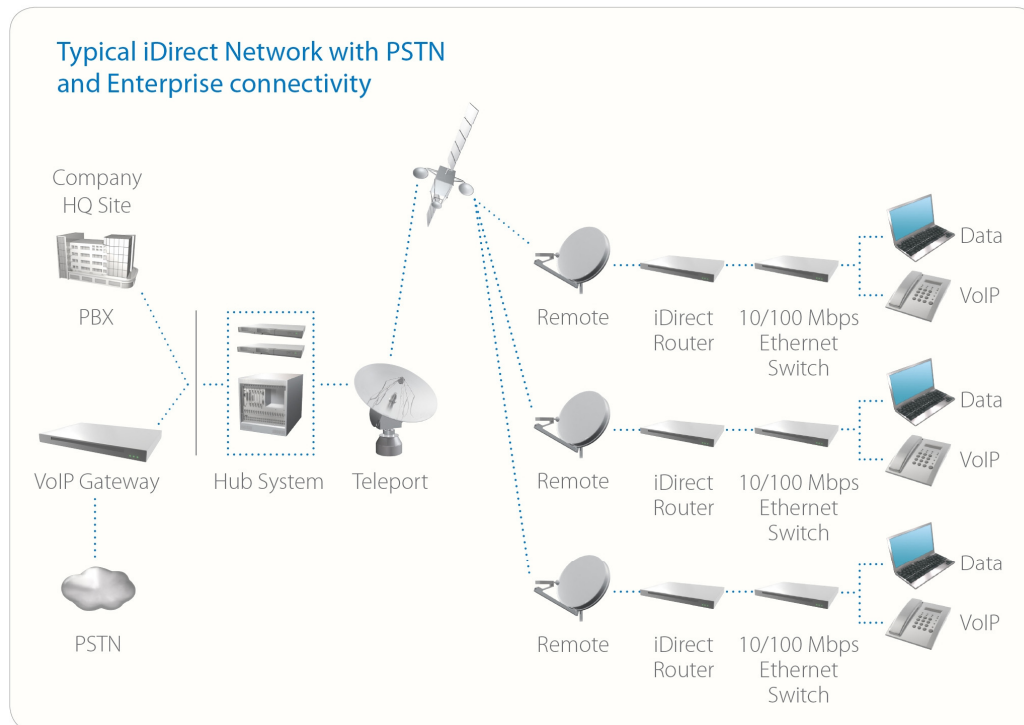 Typical iDirect Network with PSTN
and Enterprise connectivity
Company
HQ Site
PBX
VoIP Gateway
PSTN
Hub System
Teleport
Remote
iDirect
Router
10/100 Mbps
Ethernet
Switch
Data
VoIP
Remote
iDirect
Router
10/100 Mbps
Ethernet
Switch
Data
VoIP
Remote
iDirect
Router
10/100 Mbps
Ethernet
Switch
Data
VoIP